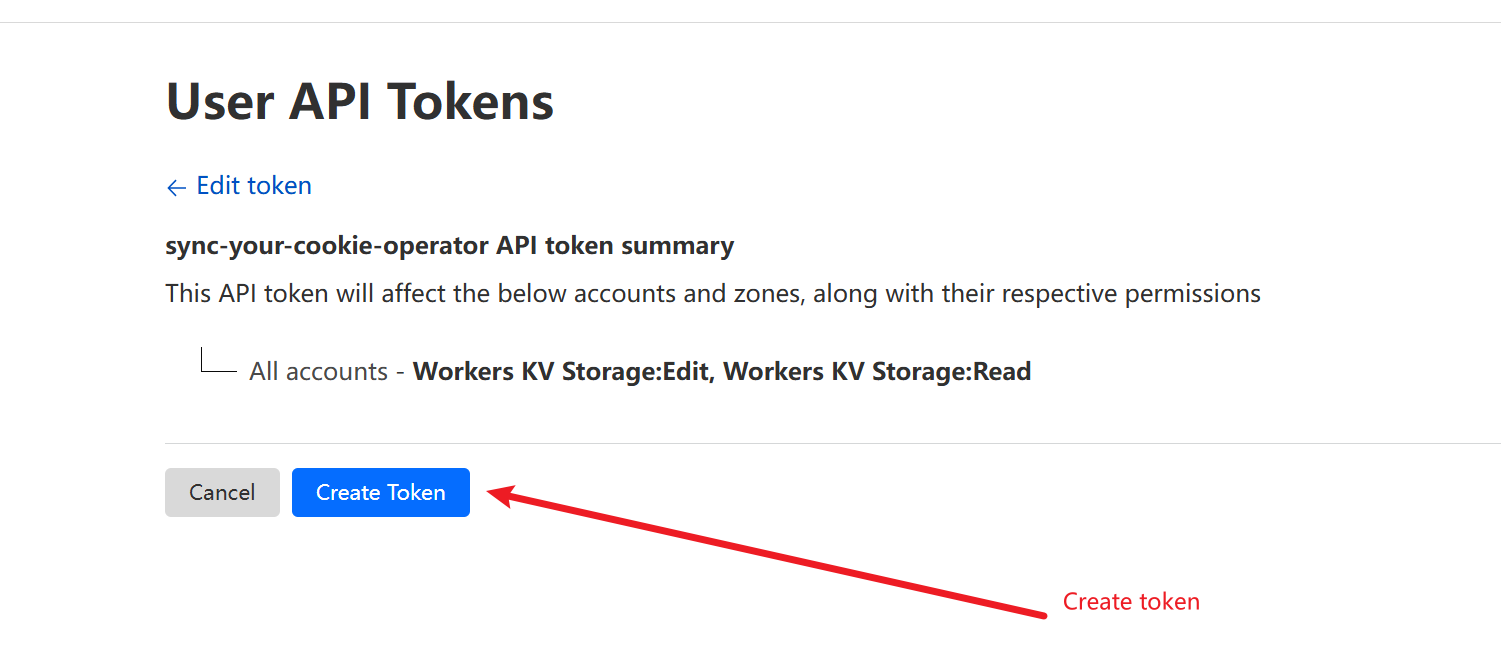 User API Tokens
← Edit token
sync-your-cookie-operator API token summary
This API token will affect the below accounts and zones, along with their respective permissions
All accounts - Workers KV Storage:Edit, Workers KV Storage:Read
Cancel
Create Token
Create token